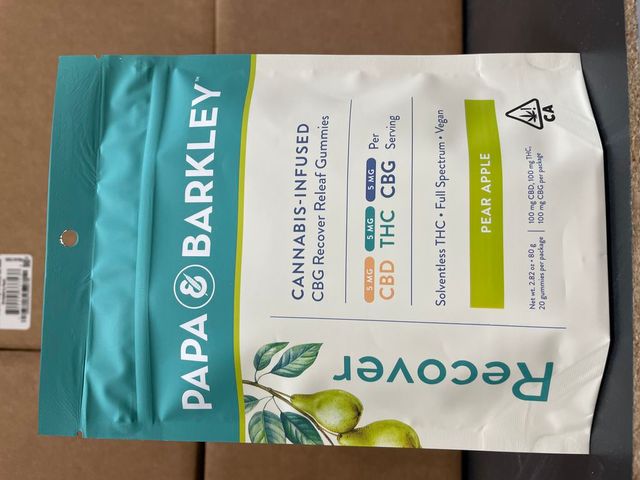 PAPA & BARKLEY™
CANNABIS-INFUSED
CBG Recover Releaf Gummies
5 MG 5 MG 5 MG Per
CBD THC CBG Serving
Solventless THC • Full Spectrum • Vegan
PEAR APPLE
Net wt. 2.82 oz • 80 g
20 gummies per package
100 mg CBD, 100 mg THC,
100 mg CBG per package
CA
Recover